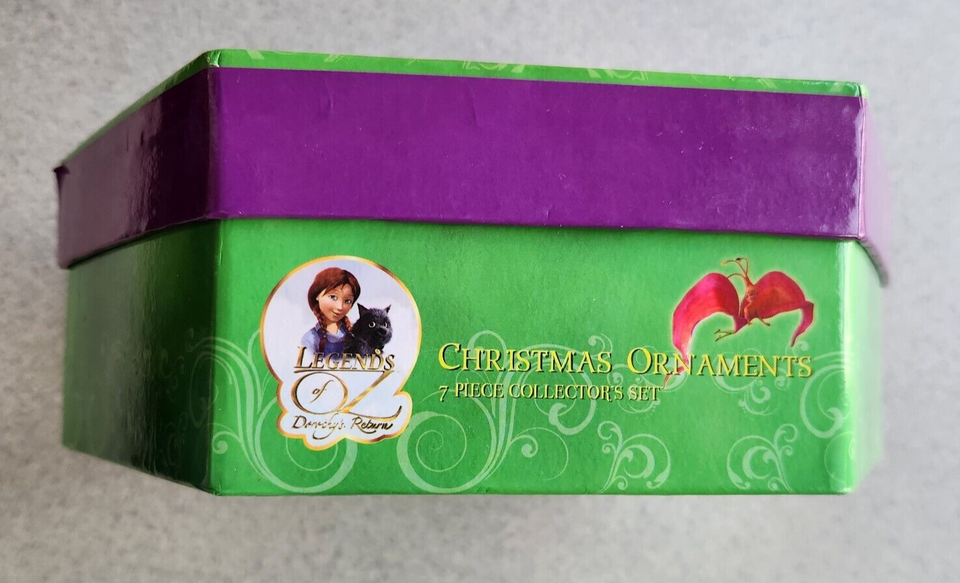 LEGENDS
of
OZ
Dorothy's Return
CHRISTMAS ORNAMENTS
7 PIECE COLLECTOR'S SET